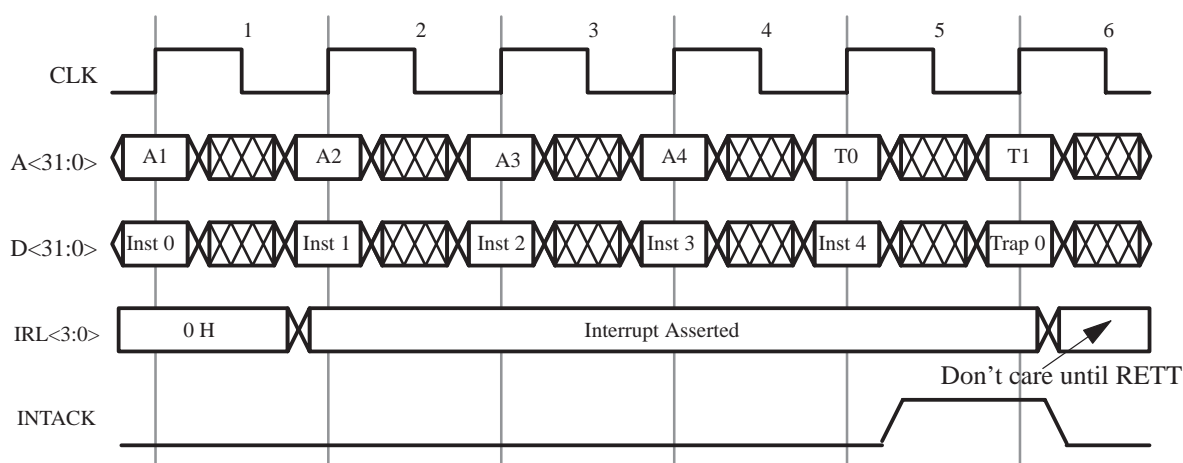 1 2 3 4 5 6
CLK
A<31:0> A1 A2 A3 A4 T0 T1
D<31:0> Inst 0 Inst 1 Inst 2 Inst 3 Inst 4 Trap 0
IRL<3:0> 0 H Interrupt Asserted
Don't care until RETT
INTACK